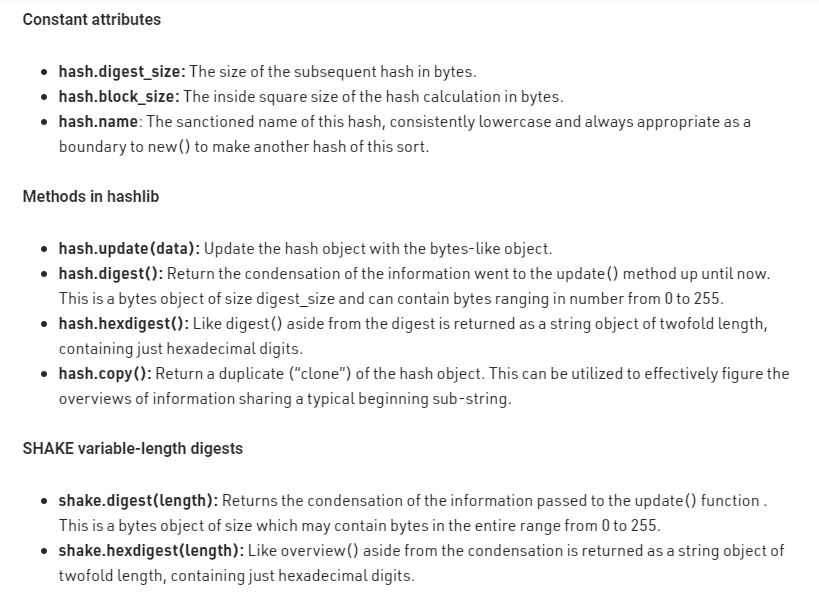 Constant attributes
hash.digest_size: The size of the subsequent hash in bytes.
hash.block_size: The inside square size of the hash calculation in bytes.
hash.name: The sanctioned name of this hash, consistently lowercase and always appropriate as a
boundary to new() to make another hash of this sort.
Methods in hashlib
hash.update(data): Update the hash object with the bytes-like object.
hash.digest(): Return the condensation of the information went to the update() method up until now.
This is a bytes object of size digest_size and can contain bytes ranging in number from 0 to 255.
hash.hexdigest(): Like digest() aside from the digest is returned as a string object of twofold length,
containing just hexadecimal digits.
hash.copy(): Return a duplicate (“clone”) of the hash object. This can be utilized to effectively figure the
overviews of information sharing a typical beginning sub-string.
SHAKE variable-length digests
shake.digest(length): Returns the condensation of the information passed to the update() function .
This is a bytes object of size which may contain bytes in the entire range from 0 to 255.
shake.hexdigest(length): Like overview() aside from the condensation is returned as a string object of
twofold length, containing just hexadecimal digits.